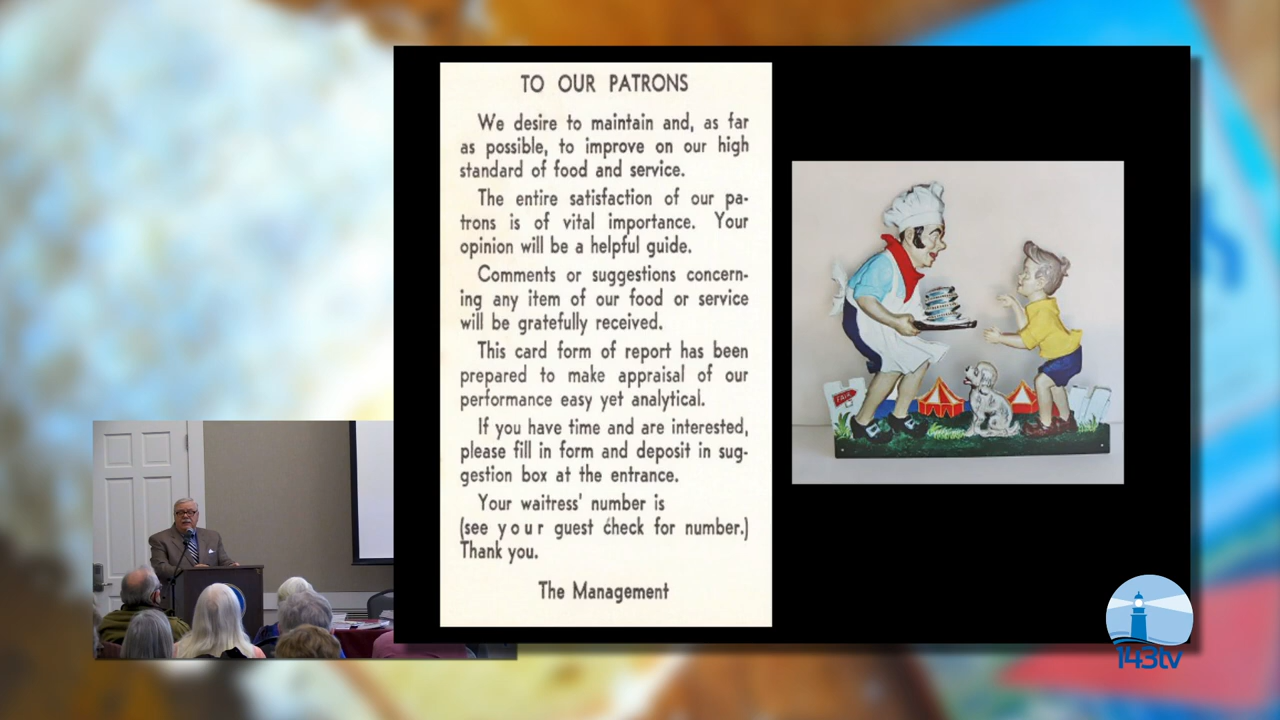 TO OUR PATRONS
We desire to maintain and, as far
as possible, to improve on our high
standard of food and service.
The entire satisfaction of our pa-
trons is of vital importance. Your
opinion will be a helpful guide.
Comments or suggestions concern-
ing any item of our food or service
will be gratefully received.
This card form of report has been
prepared to make appraisal of our
performance easy yet analytical.
If you have time and are interested,
please fill in form and deposit in sug-
gestion box at the entrance.
Your waitress' number is
(see your guest check for number.)
Thank you.
The Management
FAIR
143tv